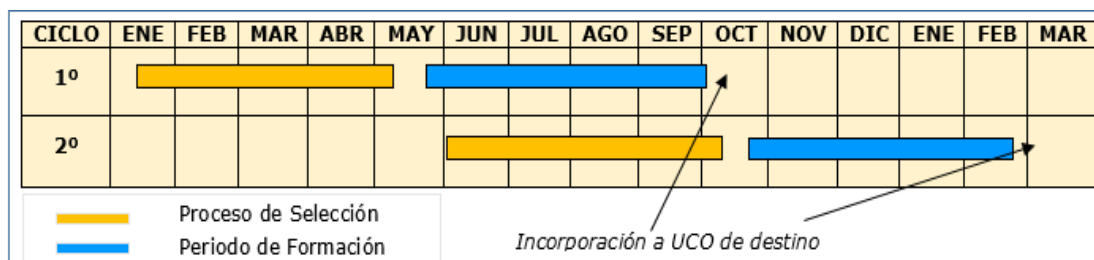 CICLO ENE FEB MAR ABR MAY JUN JUL AGO SEP OCT NOV DIC ENE FEB MAR
1º
2º
Proceso de Selección
Periodo de Formación
Incorporación a UCO de destino